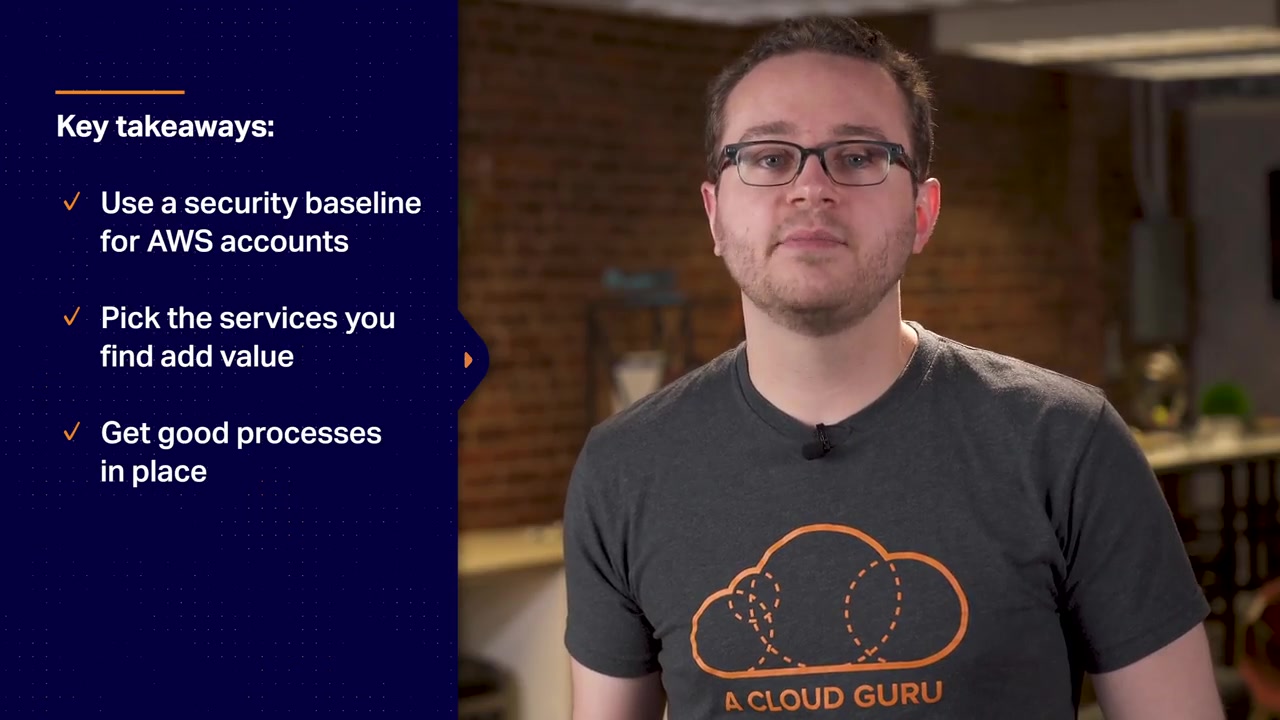 Key takeaways:
✓ Use a security baseline
for AWS accounts
✓ Pick the services you
find add value
✓ Get good processes
in place
A CLOUD GURU